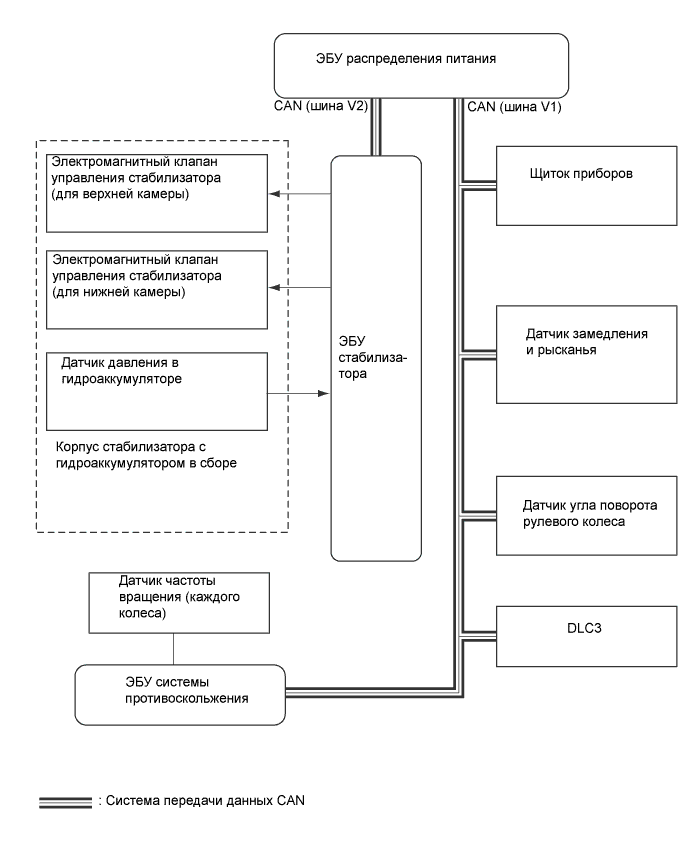 ЭБУ распределения питания
CAN (шина V2)
CAN (шина V1)
Электромагнитный клапан
управления стабилизатора
(для верхней камеры)
Электромагнитный клапан
управления стабилизатора
(для нижней камеры)
Датчик давления в
гидроаккумуляторе
Корпус стабилизатора с
гидроаккумулятором в сборе
ЭБУ
стабилиза-
тора
Щиток приборов
Датчик замедления
и рысканья
Датчик угла поворота
рулевого колеса
DLC3
Датчик частоты
вращения (каждого
колеса)
ЭБУ системы
противоскольжения
: Система передачи данных CAN